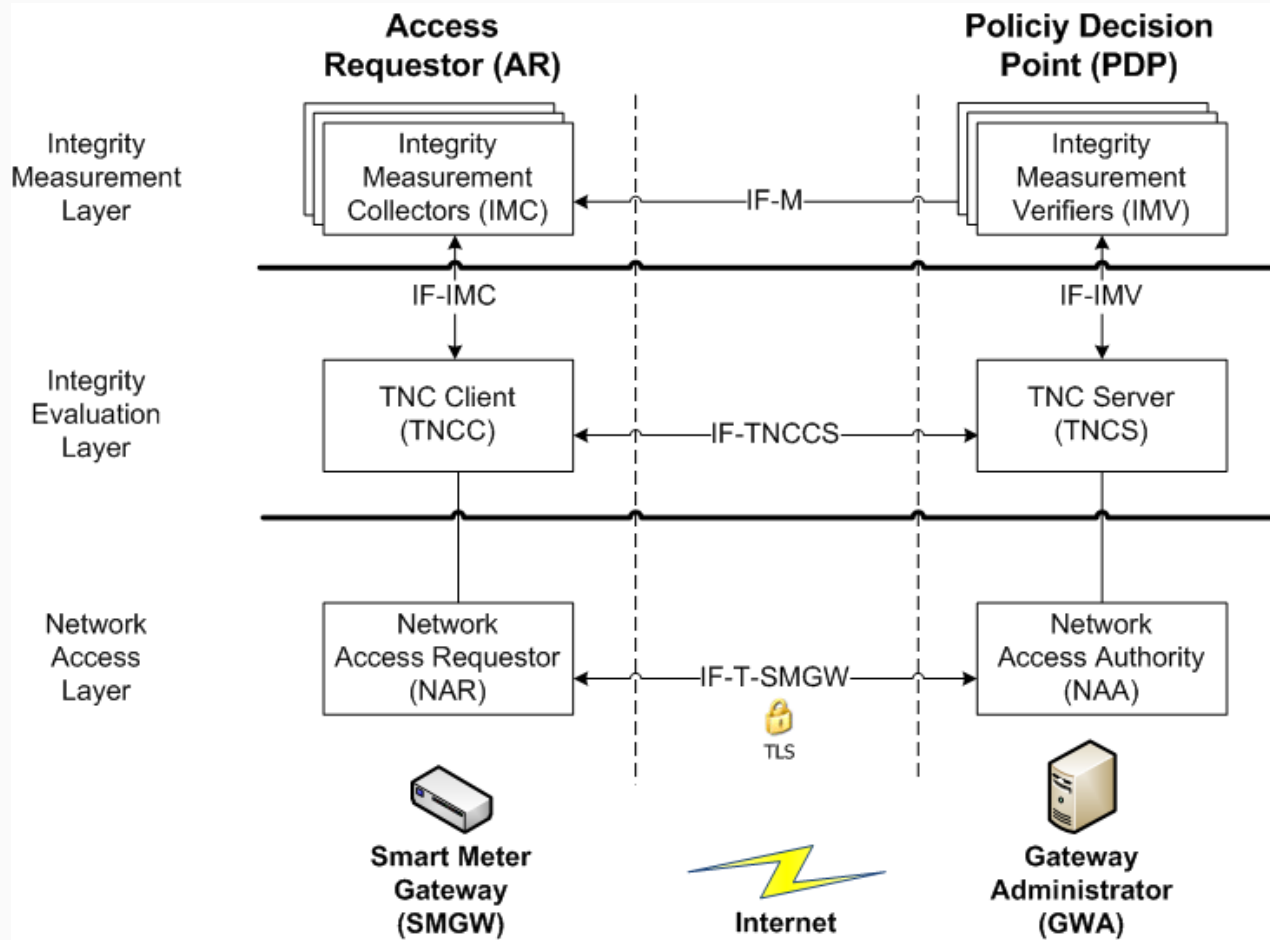 Access
Requestor (AR)
Policiy Decision
Point (PDP)
Integrity
Measurement
Layer
Integrity
Measurement
Collectors (IMC)
IF-M
Integrity
Measurement
Verifiers (IMV)
IF-IMC
IF-IMV
Integrity
Evaluation
Layer
TNC Client
(TNCC)
IF-TNCCS
TNC Server
(TNCS)
Network
Access
Layer
Network
Access Requestor
(NAR)
IF-T-SMGW
TLS
Network
Access Authority
(NAA)
Smart Meter
Gateway
(SMGW)
Internet
Gateway
Administrator
(GWA)